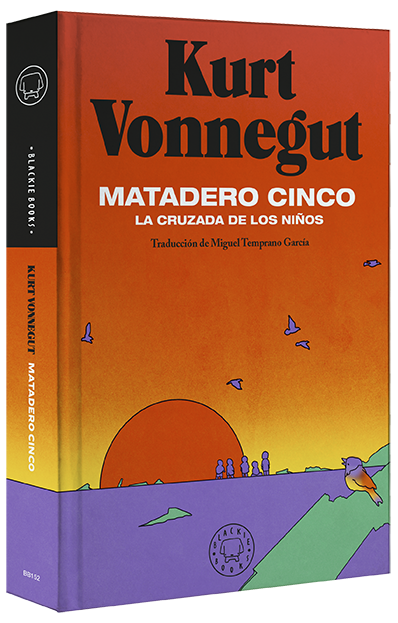 Kurt
Vonnegut
MATADERO CINCO
LA CRUZADA DE LOS NIÑOS
Traducción de Miguel Temprano García
BLACKIE
BOOKS
BLACKIE BOOKS
KURT VONNEGUT MATADERO CINCO
BB152